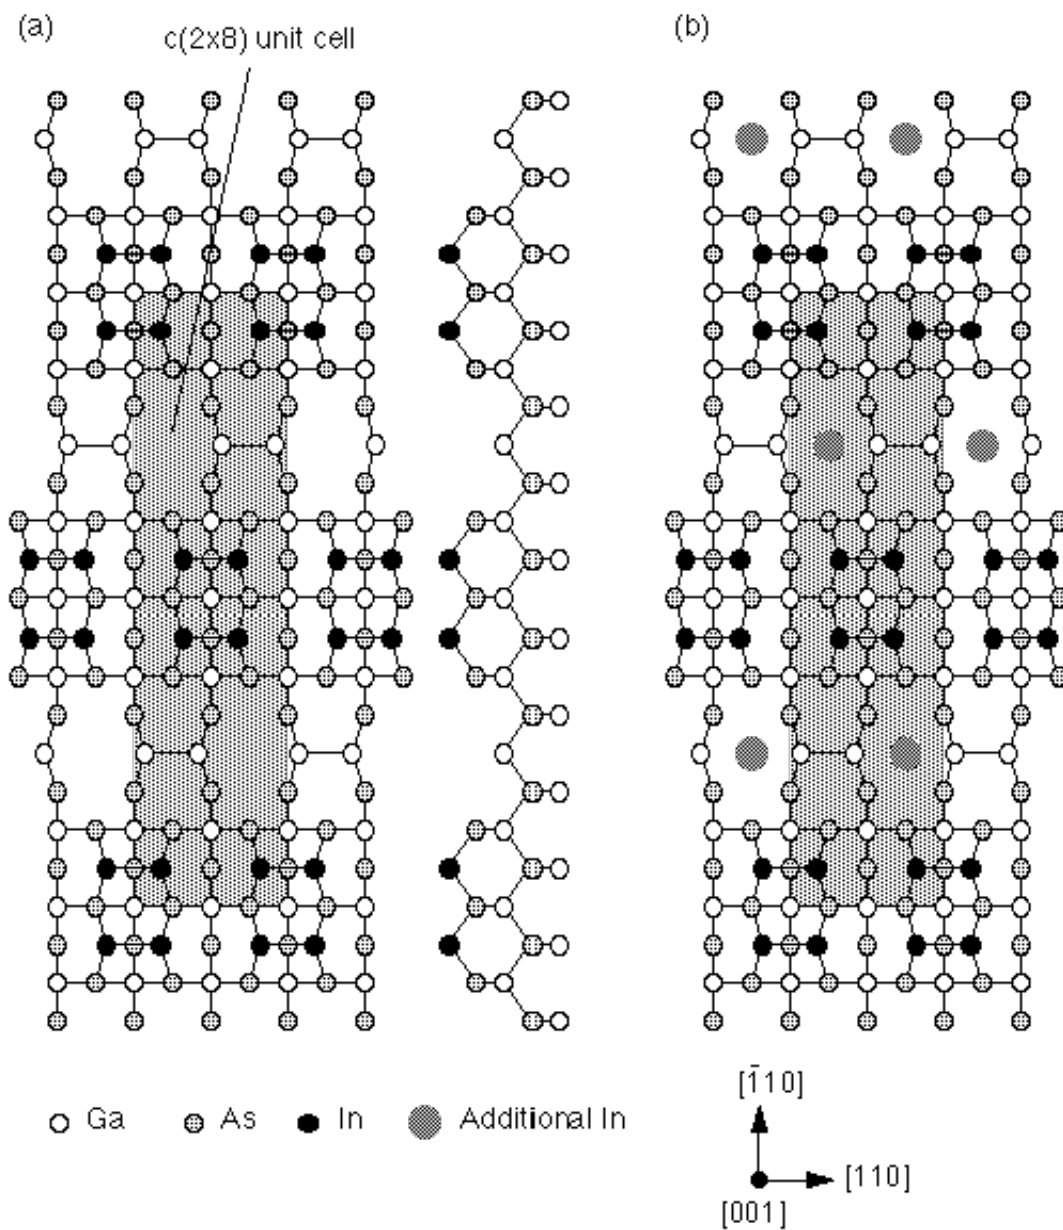 (a)
c(2x8) unit cell
(b)
Ga
As
In
Additional In
[1̄10]
[110]
[001]